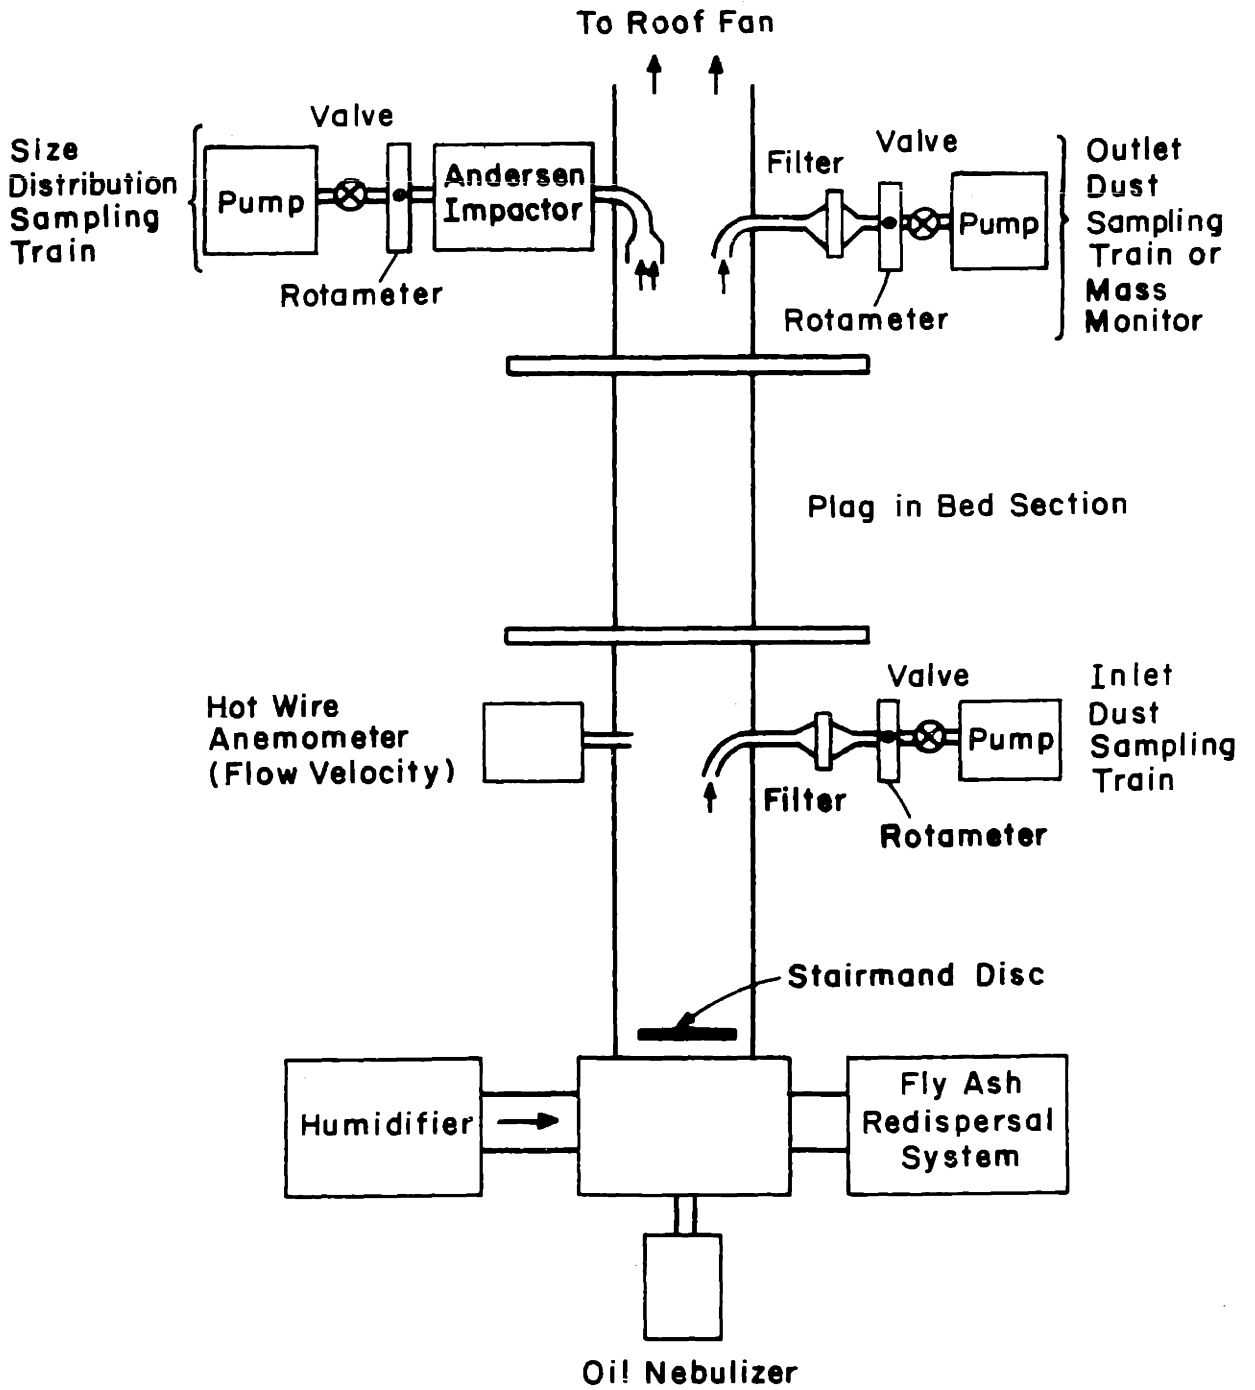 To Roof Fan
Valve
Size
Distribution
Sampling
Train
Pump
Andersen
Impactor
Rotameter
Filter
Valve
Pump
Rotameter
Outlet
Dust
Sampling
Train or
Mass
Monitor
Plag in Bed Section
Hot Wire
Anemometer
(Flow Velocity)
Valve
Pump
Filter
Rotameter
Inlet
Dust
Sampling
Train
Stairmand Disc
Humidifier
Fly Ash
Redispersal
System
Oil Nebulizer